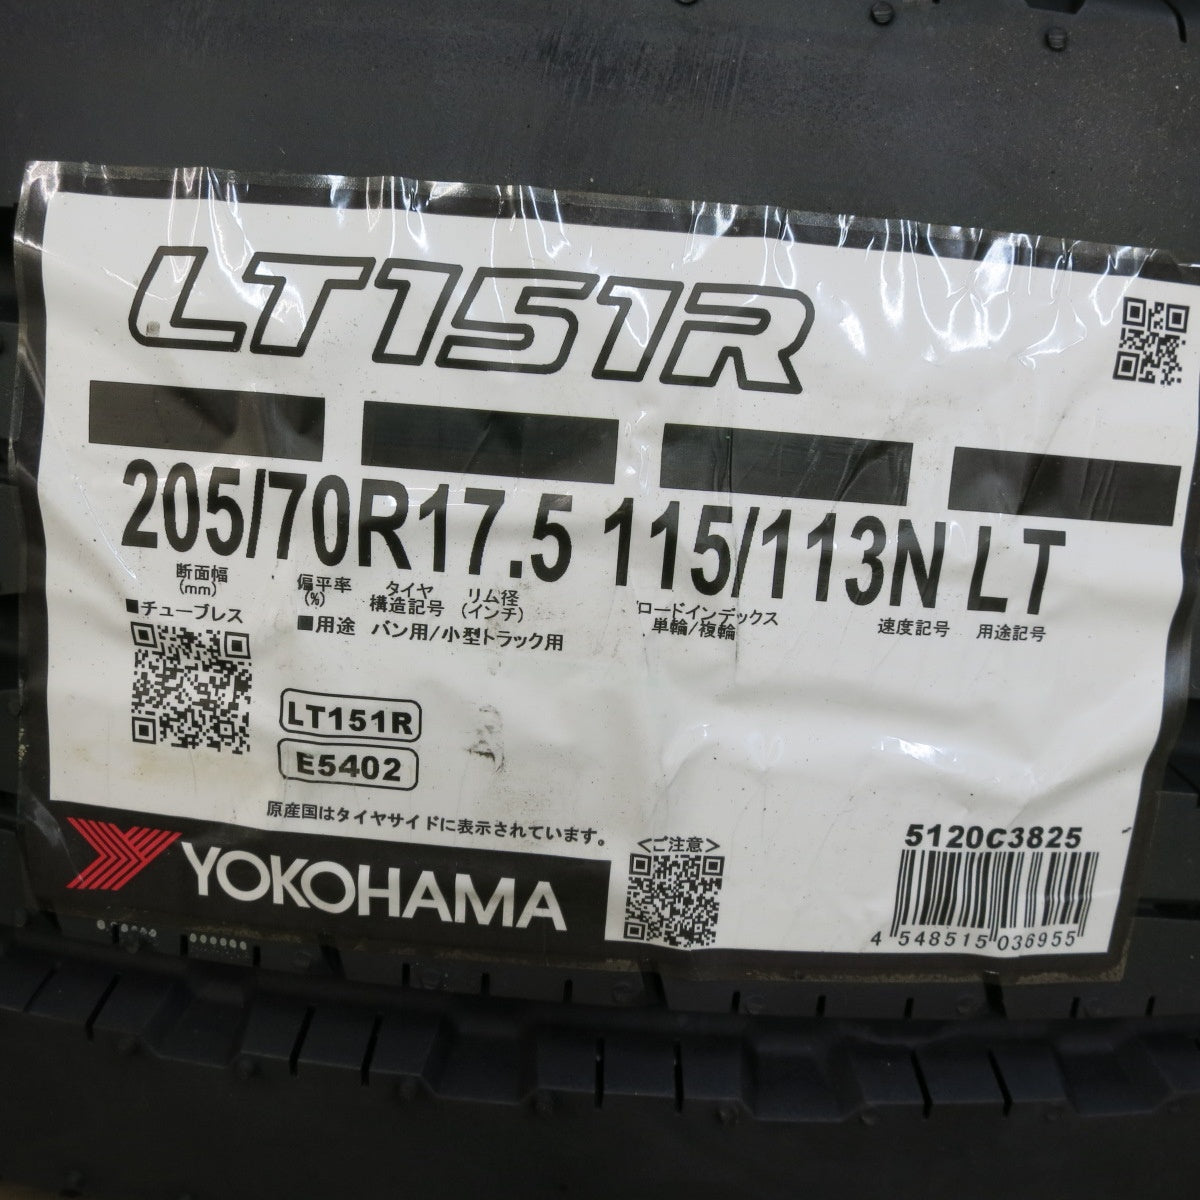 LT151R
205/70R17.5 115/113N LT
断面幅 (mm) 偏平率 (%) タイヤ 構造記号 リム径 (インチ) ロードインデックス 単輪/複輪 速度記号 用途記号
■チューブレス ■用途 バン用/小型トラック用
LT151R
E5402
原産国はタイヤサイドに表示されています。
<ご注意>
5120C3825
YOKOHAMA
4 548515 036955